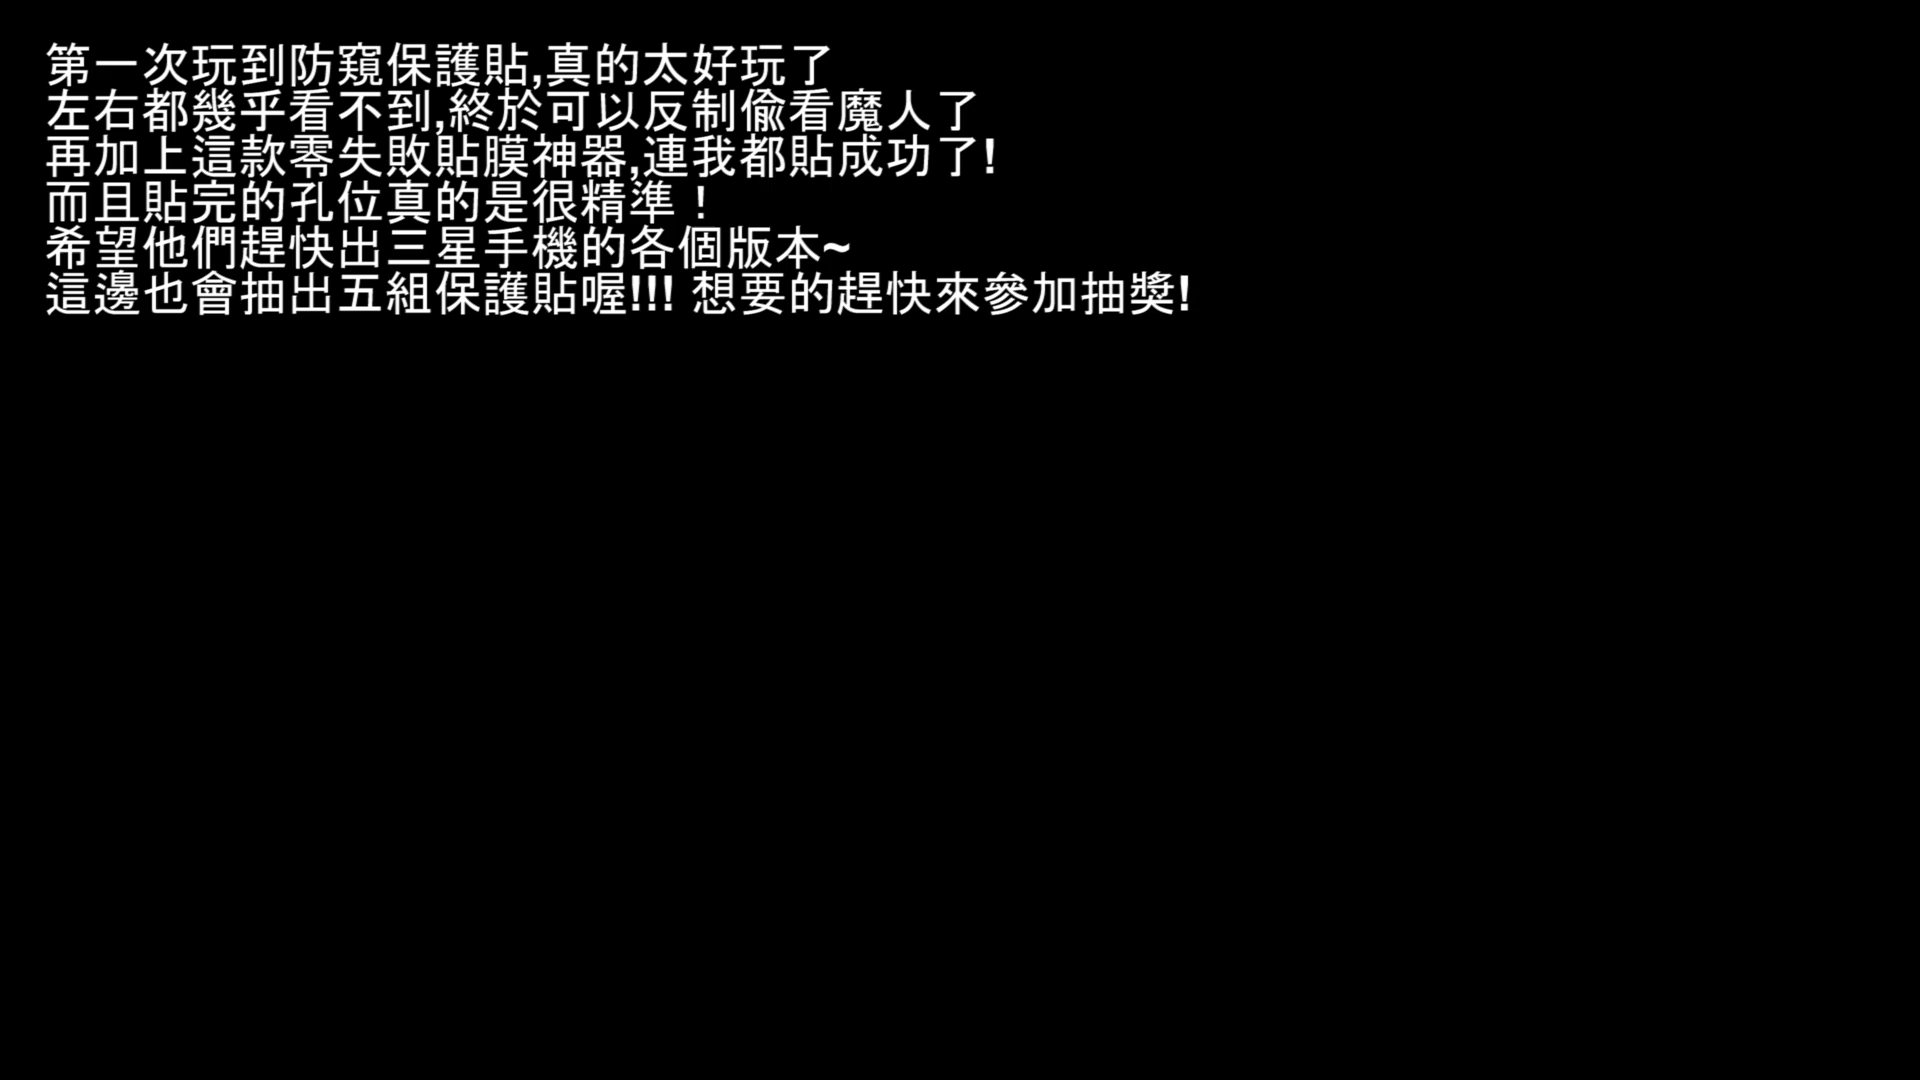 第一次玩到防窺保護貼,真的太好玩了
左右都幾乎看不到,終於可以反制偷看魔人了
再加上這款零失敗貼膜神器,連我都貼成功了!
而且貼完的孔位真的是很精準！
希望他們趕快出三星手機的各個版本~
這邊也會抽出五組保護貼喔!!! 想要的趕快來參加抽獎!